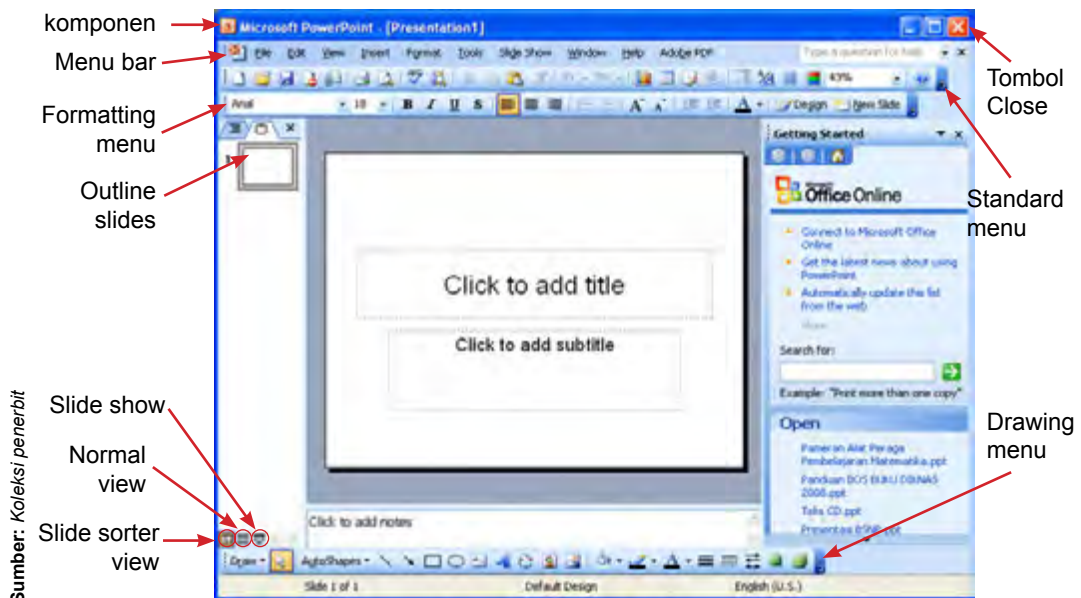 komponen
Microsoft PowerPoint - [Presentation1]
Menu bar
File Edit View Insert Format Tools Slide Show Window Help Adobe PDF
Type a question for help
43%
Tombol
Close
Formatting
menu
Arial
18
B I U S
A A
A
Design New Slide
Outline
slides
Getting Started
Microsoft
Office Online
Standard
menu
Connect to Microsoft Office
Online
Get the latest news about using
PowerPoint
Automatically update this list
from the web
More...
Search for:
Example: "Print more than one copy"
Click to add title
Click to add subtitle
Open
Pameran Alat Peraga
Pembelajaran Matematika.ppt
Panduan BOS BUKU DIKNAS
2008.ppt
Talis CD.ppt
Presentasi BSNP.ppt
Drawing
menu
Slide show
Normal
view
Slide sorter
view
Sumber: Koleksi penerbit
Click to add notes
Draw AutoShapes
A
Slide 1 of 1
Default Design
English (U.S.)